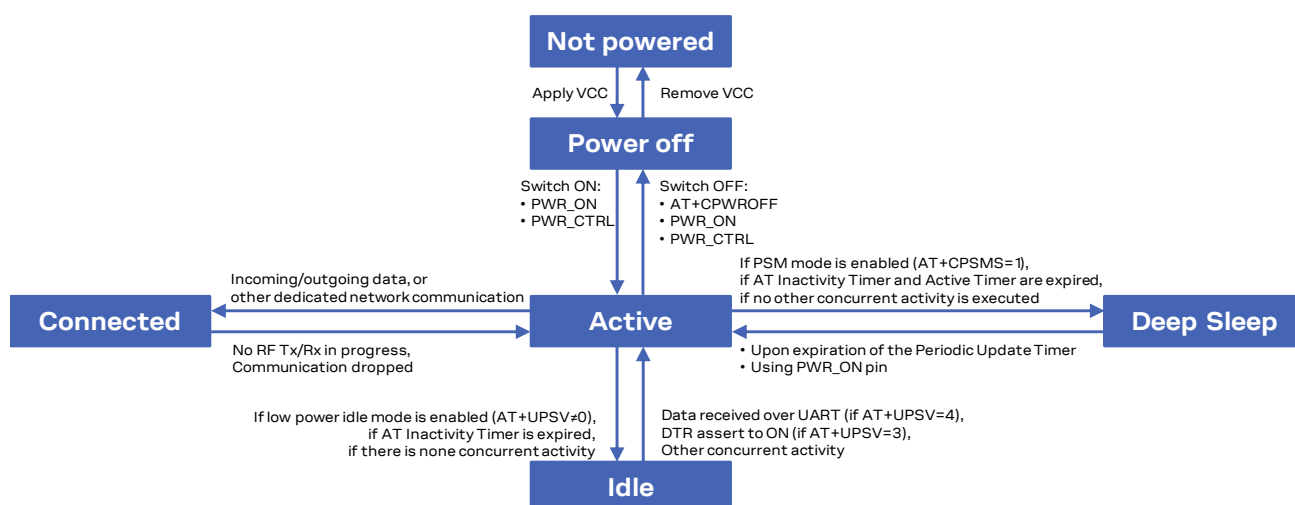 Not powered
Apply VCC
Remove VCC
Power off
Switch ON:
• PWR_ON
• PWR_CTRL
Switch OFF:
• AT+CPWROFF
• PWR_ON
• PWR_CTRL
Incoming/outgoing data, or
other dedicated network communication
If PSM mode is enabled (AT+CPSMS=1),
if AT Inactivity Timer and Active Timer are expired,
if no other concurrent activity is executed
Connected
Active
Deep Sleep
No RF Tx/Rx in progress,
Communication dropped
• Upon expiration of the Periodic Update Timer
• Using PWR_ON pin
If low power idle mode is enabled (AT+UPSV≠0),
if AT Inactivity Timer is expired,
if there is none concurrent activity
Data received over UART (if AT+UPSV=4),
DTR assert to ON (if AT+UPSV=3),
Other concurrent activity
Idle